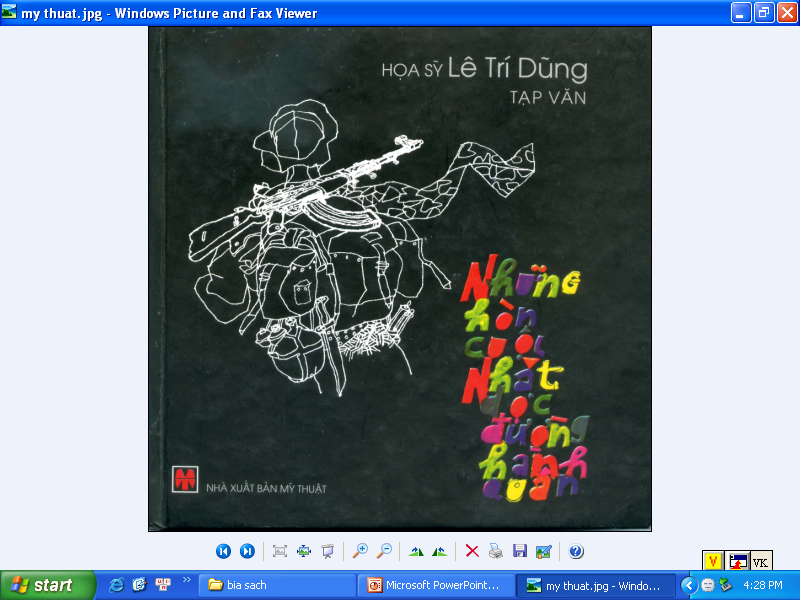 my thuat.jpg - Windows Picture and Fax Viewer
HỌA SỸ Lê Trí Dũng
TẠP VĂN
Những
hòn
cuội
Nhặt
dọc
đường
hành
quân
NHÀ XUẤT BẢN MỸ THUẬT
V
VK
start
bia sach
Microsoft PowerPoint...
my thuat.jpg - Windo...
4:28 PM